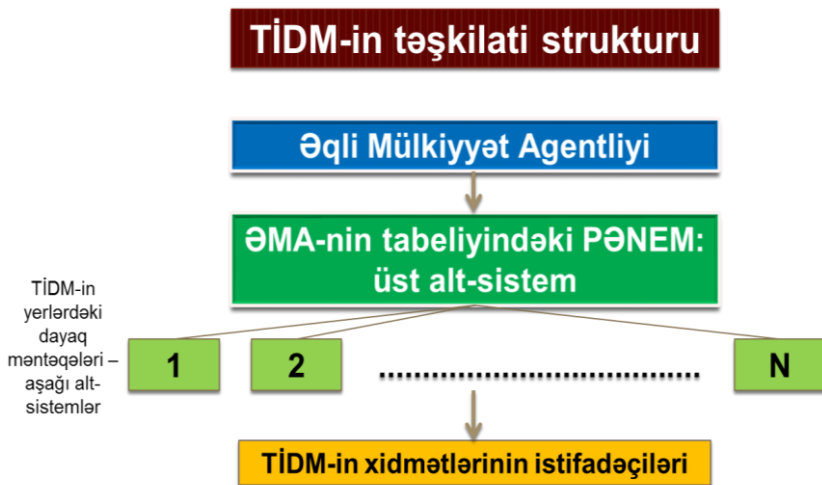 TİDM-in təşkilati strukturu
Əqli Mülkiyyət Agentliyi
ƏMA-nin tabeliyindəki PƏNEM:
üst alt-sistem
TİDM-in
yerlərdəki
dayaq
məntəqələri –
aşağı alt-
sistemlər
1 2 ..................................... N
TİDM-in xidmətlərinin istifadəçiləri